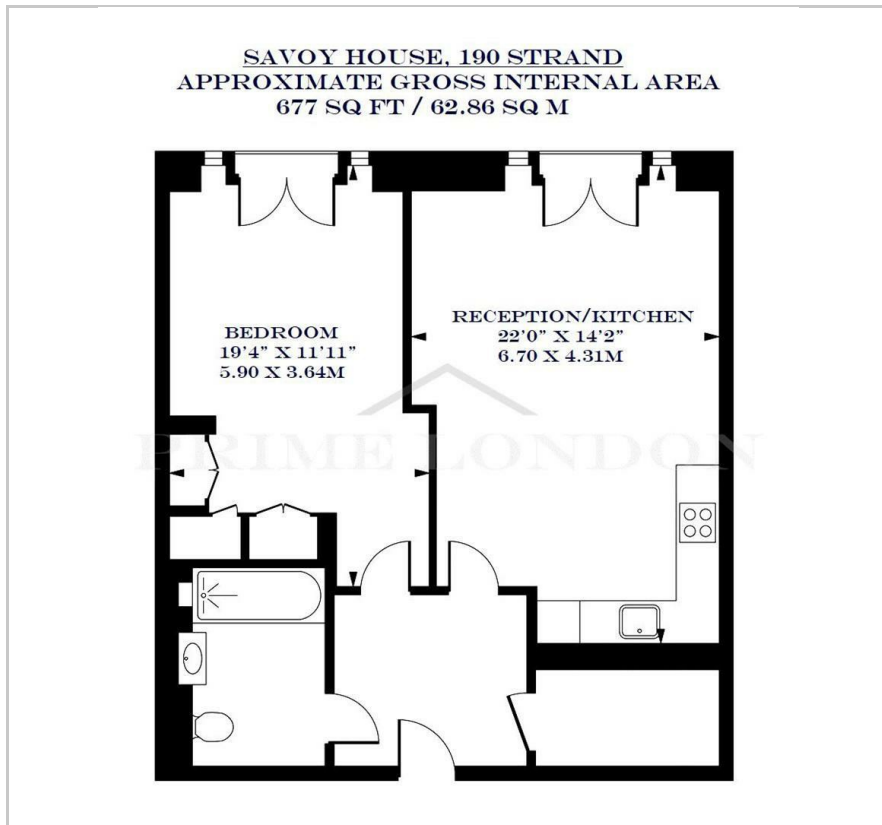 SAVOY HOUSE, 190 STRAND
APPROXIMATE GROSS INTERNAL AREA
677 SQ FT / 62.86 SQ M
RECEPTION/KITCHEN
22'0" X 14'2"
6.70 X 4.31M
BEDROOM
19'4" X 11'11"
5.90 X 3.64M
PRIME LONDON